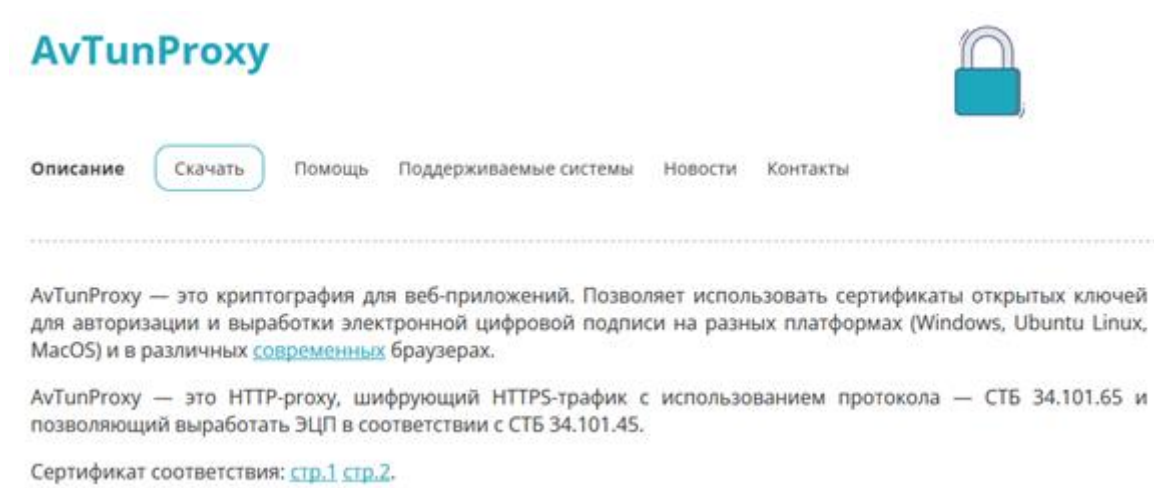 AvTunProxy
Описание Скачать Помощь Поддерживаемые системы Новости Контакты
AvTunProxy — это криптография для веб-приложений. Позволяет использовать сертификаты открытых ключей
для авторизации и выработки электронной цифровой подписи на разных платформах (Windows, Ubuntu Linux,
MacOS) и в различных современных браузерах.
AvTunProxy — это HTTP-proxy, шифрующий HTTPS-трафик с использованием протокола — СТБ 34.101.65 и
позволяющий выработать ЭЦП в соответствии с СТБ 34.101.45.
Сертификат соответствия: стр.1 стр.2.